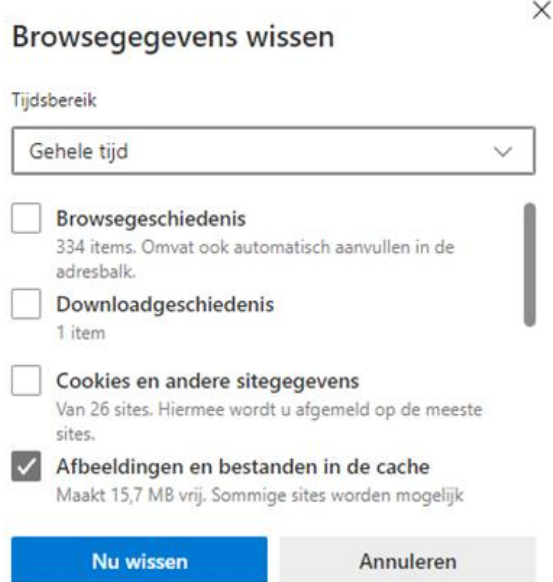 Browsegegevens wissen
Tijdsbereik
Gehele tijd
Browsegeschiedenis
334 items. Omvat ook automatisch aanvullen in de
adresbalk.
Downloadgeschiedenis
1 item
Cookies en andere sitegegevens
Van 26 sites. Hiermee wordt u afgemeld op de meeste
sites.
Afbeeldingen en bestanden in de cache
Maakt 15,7 MB vrij. Sommige sites worden mogelijk
Nu wissen
Annuleren